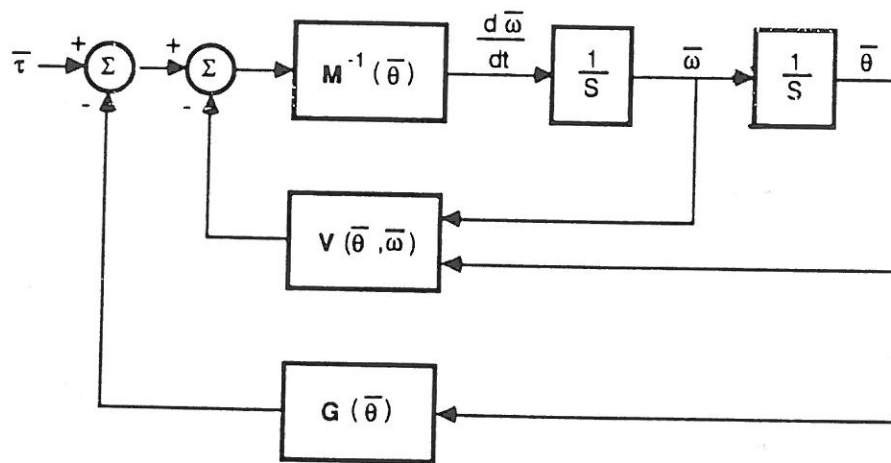 τ̅ + Σ + Σ M⁻¹ (θ̅) dω̅/dt 1/S ω̅ 1/S θ̅
- -
V (θ̅ ,ω̅)
G (θ̅)